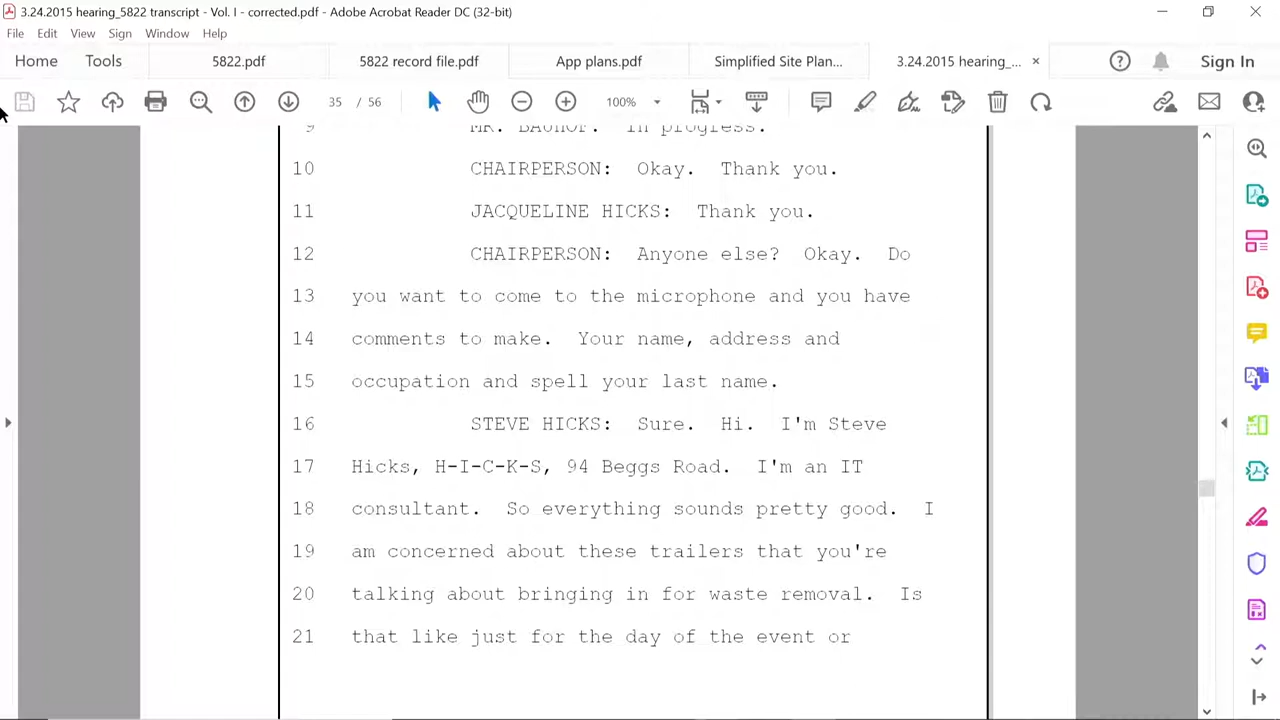 3.24.2015 hearing_5822 transcript - Vol. I - corrected.pdf - Adobe Acrobat Reader DC (32-bit)
File Edit View Sign Window Help
Home Tools 5822.pdf 5822 record file.pdf App plans.pdf Simplified Site Plan... 3.24.2015 hearing_... × Sign In
35 / 56 100%
9 MR. In progress.
10 CHAIRPERSON: Okay. Thank you.
11 JACQUELINE HICKS: Thank you.
12 CHAIRPERSON: Anyone else? Okay. Do
13 you want to come to the microphone and you have
14 comments to make. Your name, address and
15 occupation and spell your last name.
16 STEVE HICKS: Sure. Hi. I'm Steve
17 Hicks, H-I-C-K-S, 94 Beggs Road. I'm an IT
18 consultant. So everything sounds pretty good. I
19 am concerned about these trailers that you're
20 talking about bringing in for waste removal. Is
21 that like just for the day of the event or